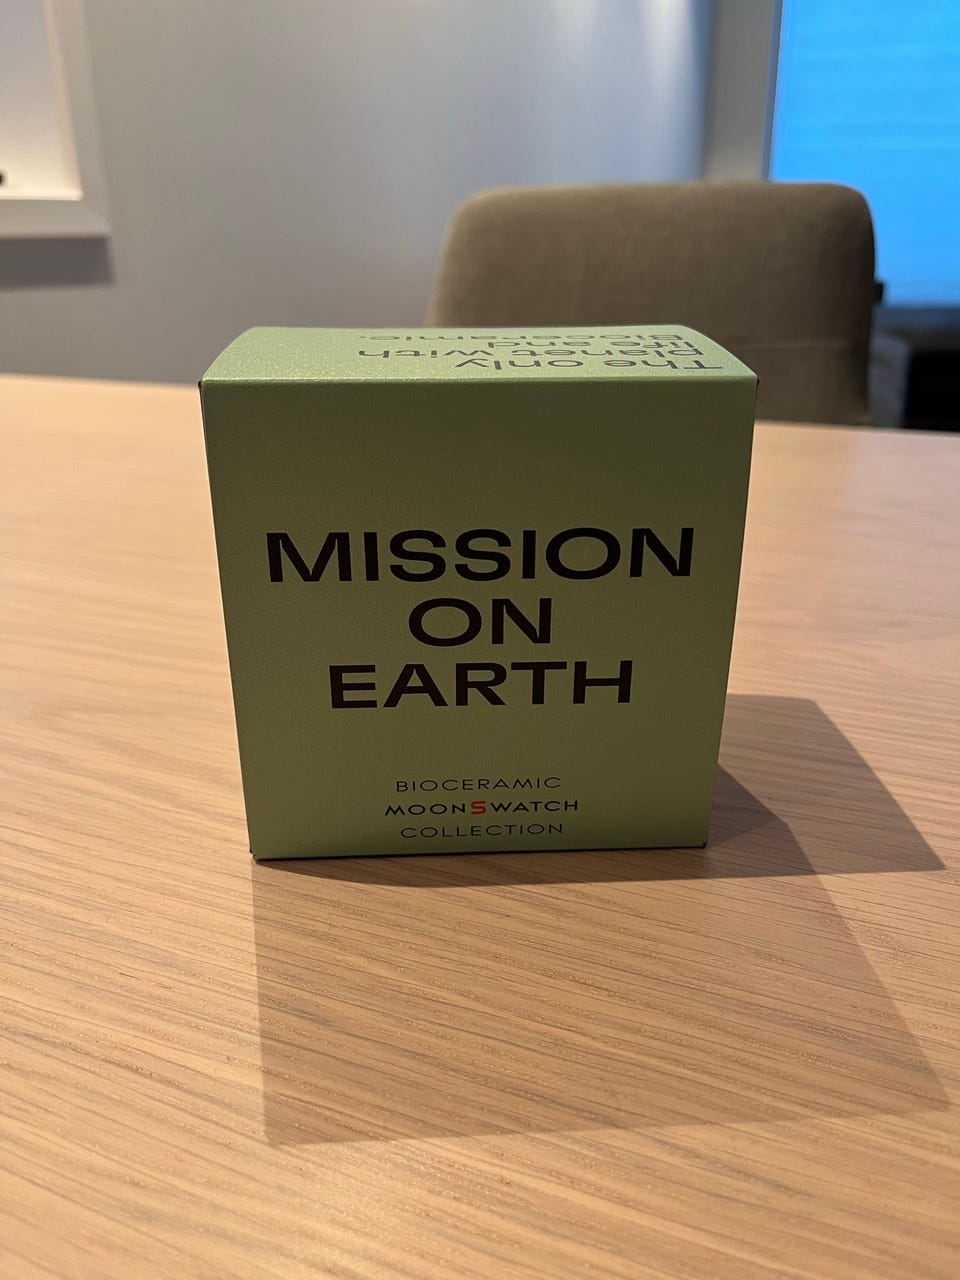 The only
planet with
life and
Bioceramic.
MISSION
ON
EARTH
BIOCERAMIC
MOONSWATCH
COLLECTION